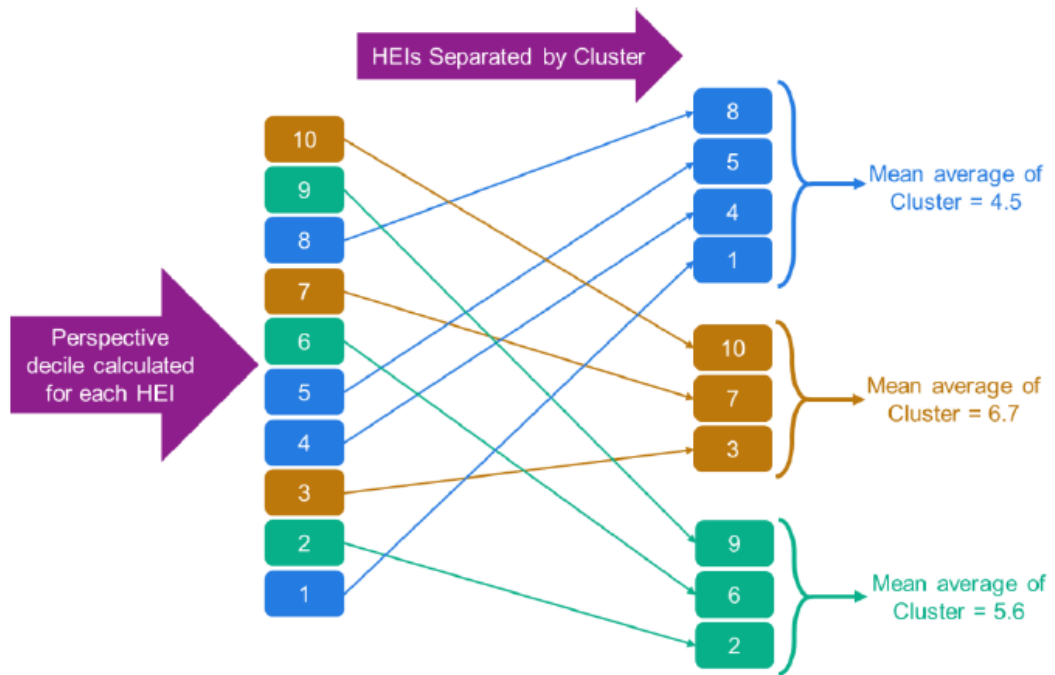 HEIs Separated by Cluster
Perspective
decile calculated
for each HEI
10
9
8
7
6
5
4
3
2
1
8
5
4
1
Mean average of
Cluster = 4.5
10
7
3
Mean average of
Cluster = 6.7
9
6
2
Mean average of
Cluster = 5.6